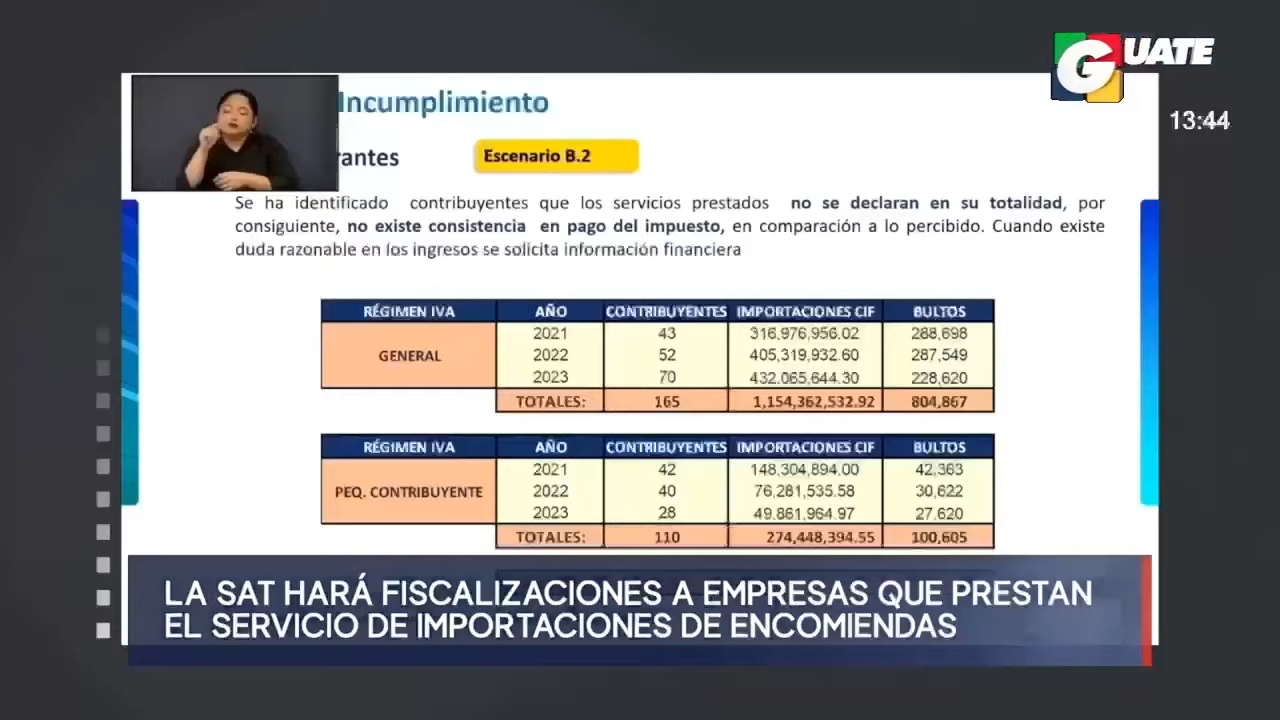 GUATE
13:44
Incumplimiento
Escenario B.2
Se ha identificado contribuyentes que los servicios prestados no se declaran en su totalidad, por
consiguiente, no existe consistencia en pago del impuesto, en comparación a lo percibido. Cuando existe
duda razonable en los ingresos se solicita información financiera
RÉGIMEN IVA AÑO CONTRIBUYENTES IMPORTACIONES CIF BULTOS
GENERAL
2021 43 316,976,956.02 288,698
2022 52 405,319,932.60 287,549
2023 70 432,065,644.30 228,620
TOTALES: 165 1,154,362,532.92 804,867
RÉGIMEN IVA AÑO CONTRIBUYENTES IMPORTACIONES CIF BULTOS
PEQ. CONTRIBUYENTE
2021 42 148,304,894.00 42,363
2022 40 76,281,535.58 30,622
2023 28 49,861,964.97 27,620
TOTALES: 110 274,448,394.55 100,605
LA SAT HARÁ FISCALIZACIONES A EMPRESAS QUE PRESTAN
EL SERVICIO DE IMPORTACIONES DE ENCOMIENDAS